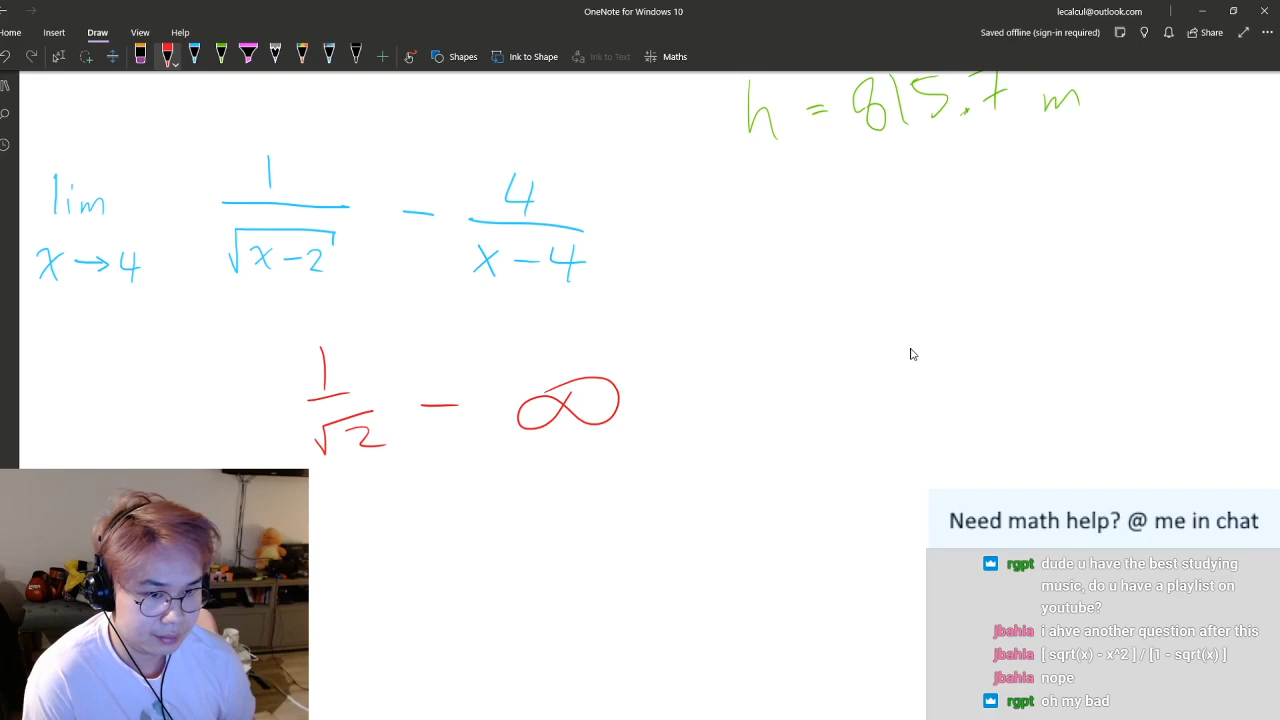 OneNote for Windows 10
lecalcul@outlook.com
Home Insert Draw View Help
Saved offline (sign-in required) Share
Shapes Ink to Shape Ink to Text Maths
h = 815.7 m
lim x→4 1/√x-2 - 4/x-4
1/√2 - ∞
Need math help? @ me in chat
rgpt dude u have the best studying
music, do u have a playlist on
youtube?
jbahia i ahve another question after this
jbahia [ sqrt(x) - x^2 ] / [1 - sqrt(x) ]
jbahia nope
rgpt oh my bad